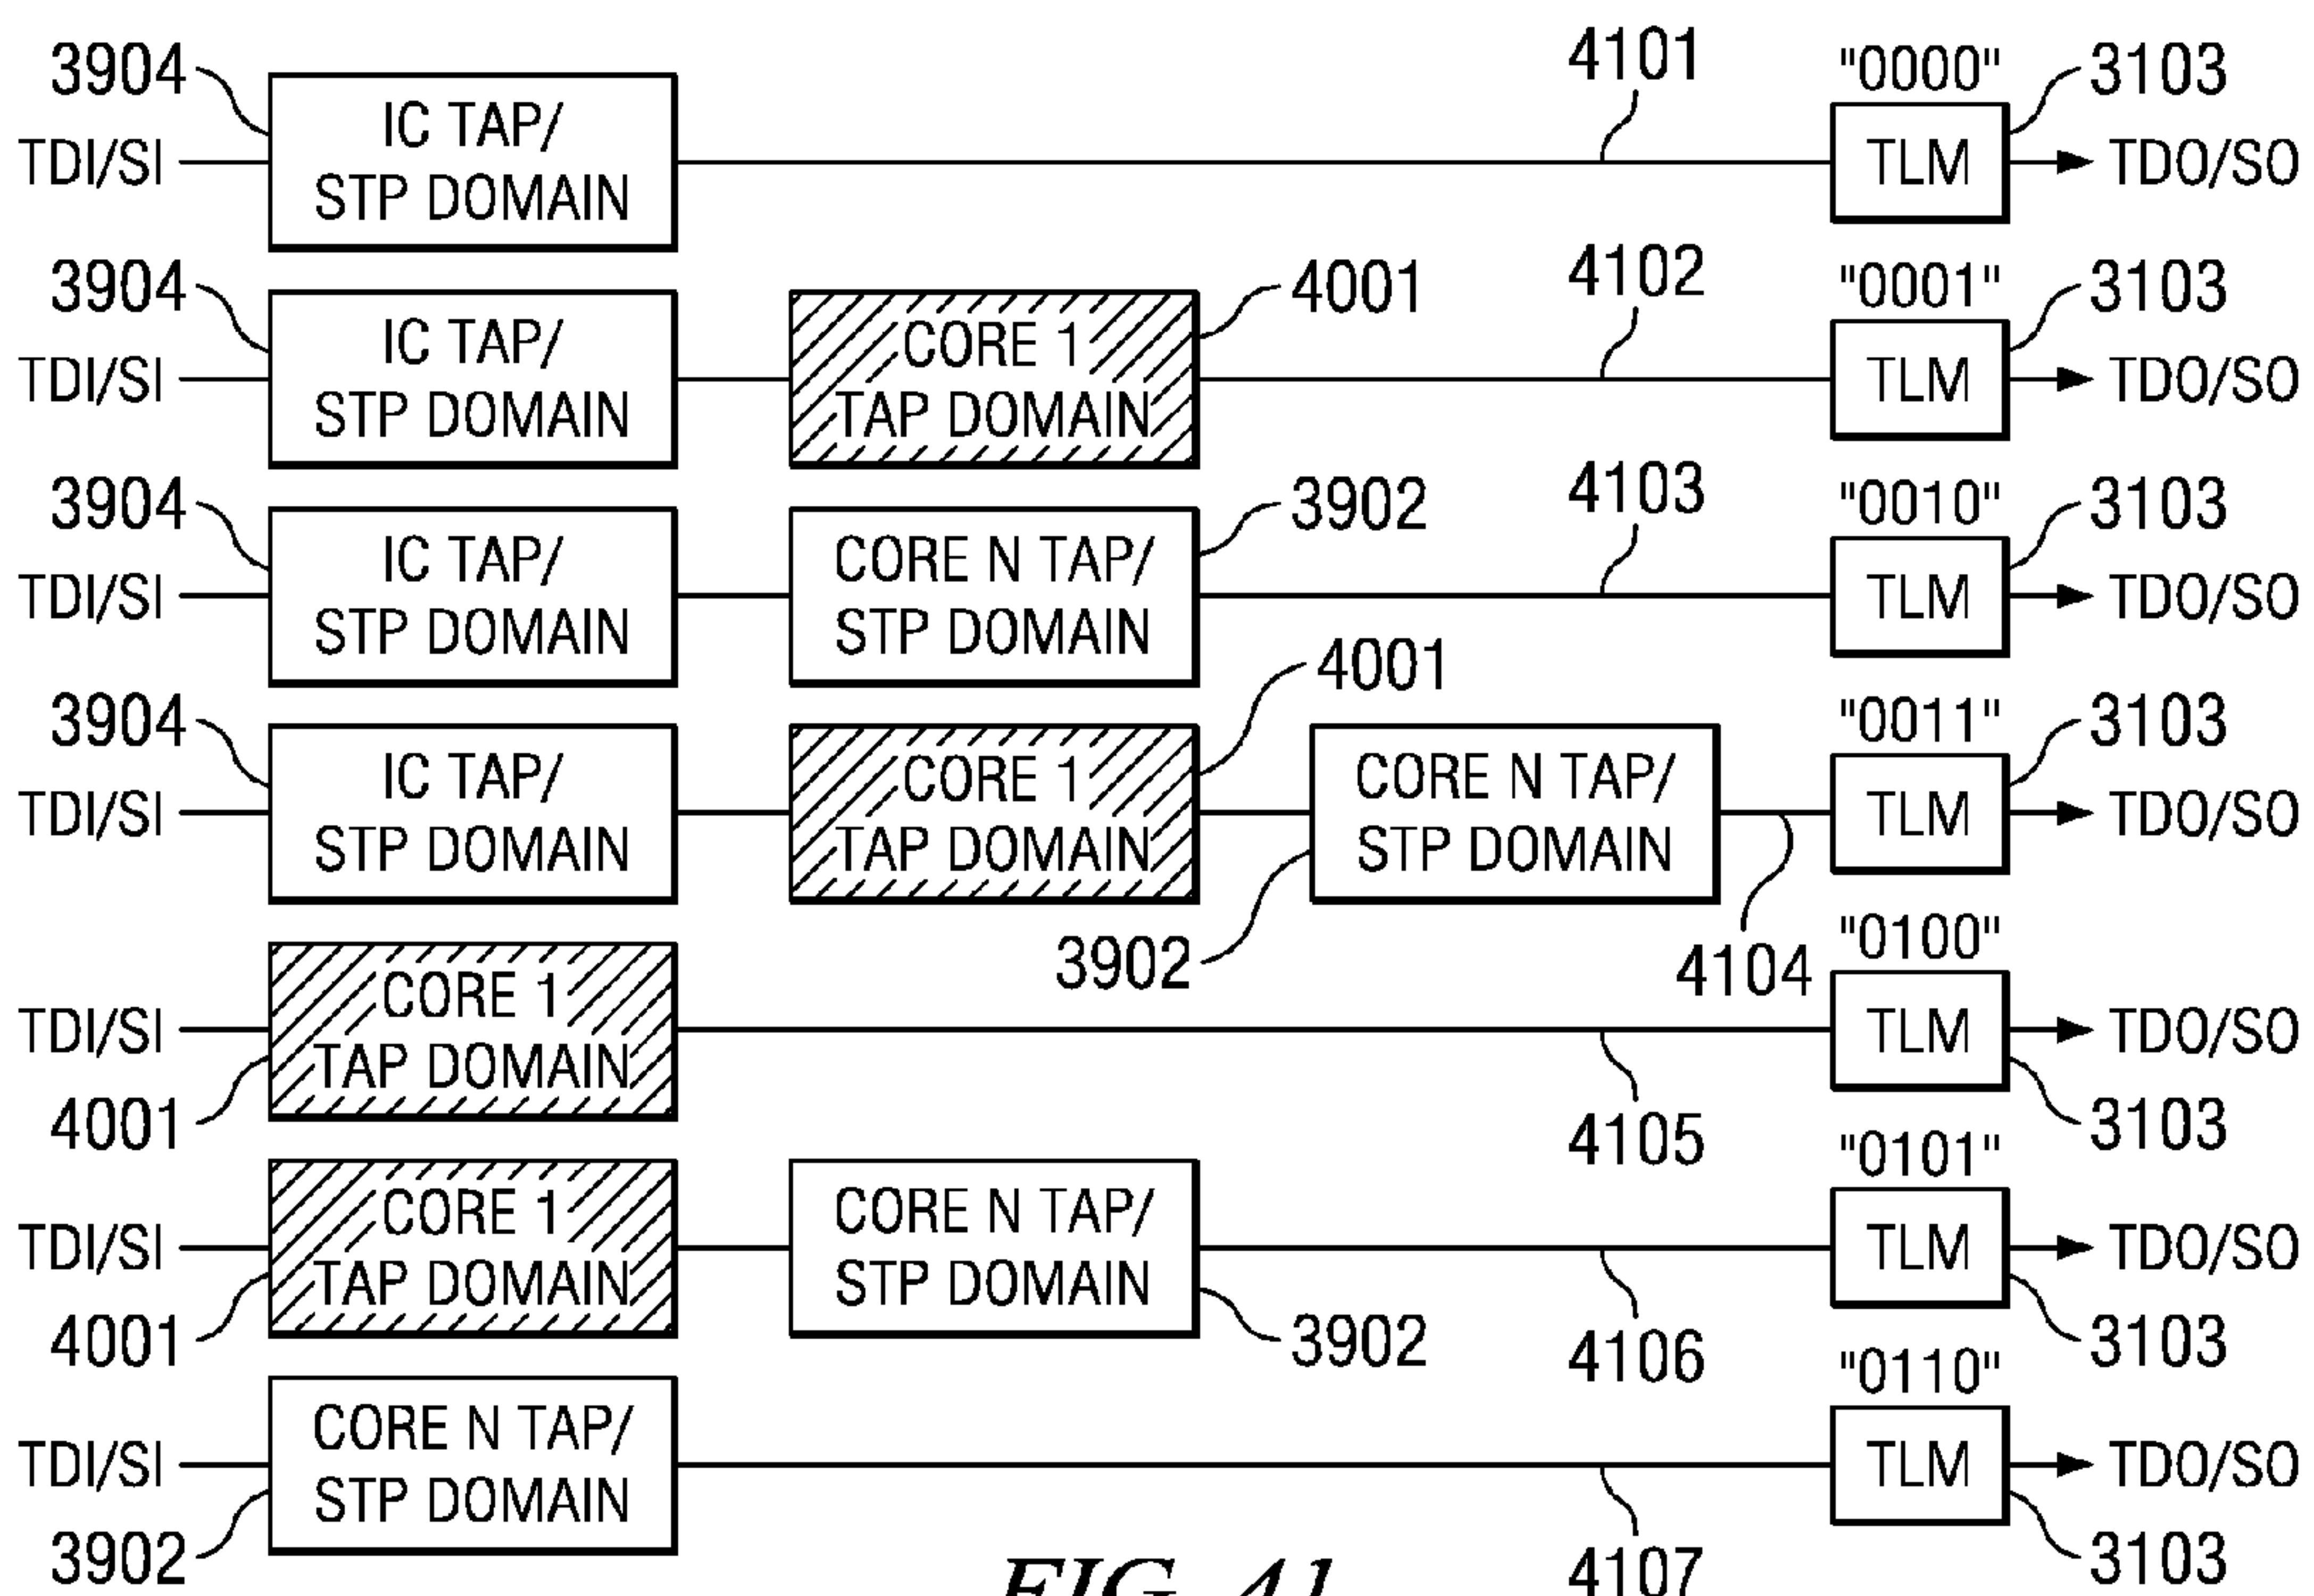 4101
"0000"
3904
3103
IC TAP/
STP DOMAIN
TDI/SI
TLM
TDO/SO
4102
"0001"
3904
4001
3103
IC TAP/
STP DOMAIN
CORE 1
TAP DOMAIN
TDI/SI
TLM
TDO/SO
4103
"0010"
3904
3902
3103
IC TAP/
STP DOMAIN
CORE N TAP/
STP DOMAIN
TDI/SI
TLM
TDO/SO
4001
"0011"
3904
3103
IC TAP/
STP DOMAIN
CORE 1
TAP DOMAIN
CORE N TAP/
STP DOMAIN
TDI/SI
TLM
TDO/SO
3902
4104
"0100"
CORE 1
TAP DOMAIN
TDI/SI
TLM
TDO/SO
4001
4105
3103
"0101"
CORE 1
TAP DOMAIN
CORE N TAP/
STP DOMAIN
TDI/SI
TLM
TDO/SO
4001
3902
4106
3103
"0110"
CORE N TAP/
STP DOMAIN
TDI/SI
TLM
TDO/SO
3902
4107
3103
FIG. 41